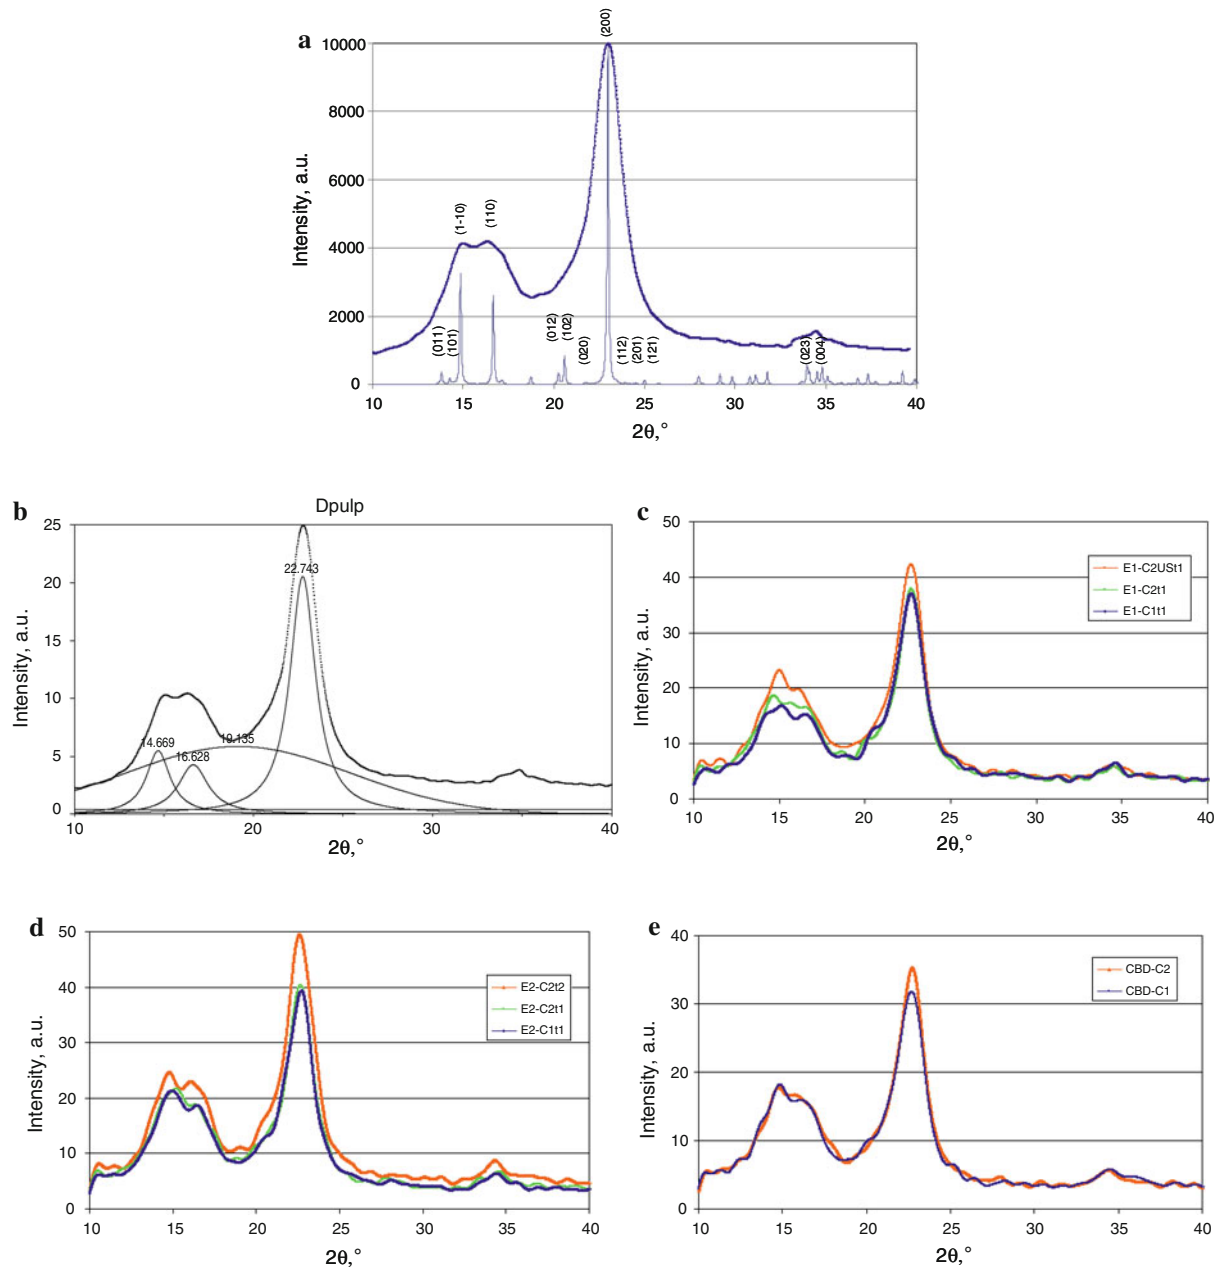 a
(200)
10000
8000
6000
4000
2000
0
Intensity, a.u.
(1-10)
(110)
(011)
(101)
(012)
(102)
(020)
(112)
(201)
(121)
(023)
(004)
10 15 20 25 30 35 40
2θ,°
b
Dpulp
25
20
15
10
5
0
Intensity, a.u.
22.743
14.669
16.628
19.135
10 20 30 40
2θ,°
c
50
40
30
20
10
0
Intensity, a.u.
E1-C2USt1
E1-C2t1
E1-C1t1
10 15 20 25 30 35 40
2θ,°
d
50
40
30
20
10
0
Intensity, a.u.
E2-C2t2
E2-C2t1
E2-C1t1
10 15 20 25 30 35 40
2θ,°
e
40
30
20
10
0
Intensity, a.u.
CBD-C2
CBD-C1
10 15 20 25 30 35 40
2θ,°